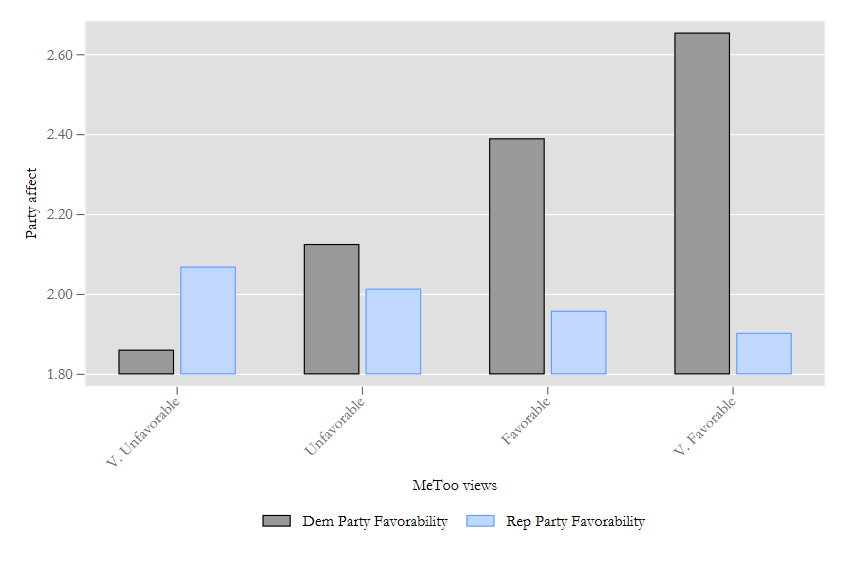 2.60
2.40
2.20
2.00
1.80
Party affect
V. Unfavorable
Unfavorable
Favorable
V. Favorable
MeToo views
Dem Party Favorability
Rep Party Favorability